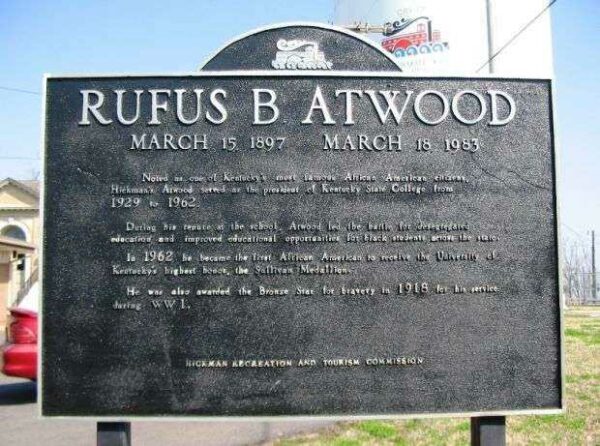 RUFUS B. ATWOOD
MARCH 15 1897 MARCH 18 1983
Noted as one of Kentucky's most famous African American citizens,
Hickman's Atwood served as the president of Kentucky State College from
1929 to 1962
During his tenure at the school, Atwood led the battle for desegregated
education and improved educational opportunities for black students across the state.
In 1962 he became the first African American to receive the University of
Kentucky's highest honor, the Sullivan Medallion.
He was also awarded the Bronze Star for bravery in 1918 for his service
during WW I.
HICKMAN RECREATION AND TOURISM COMMISSION